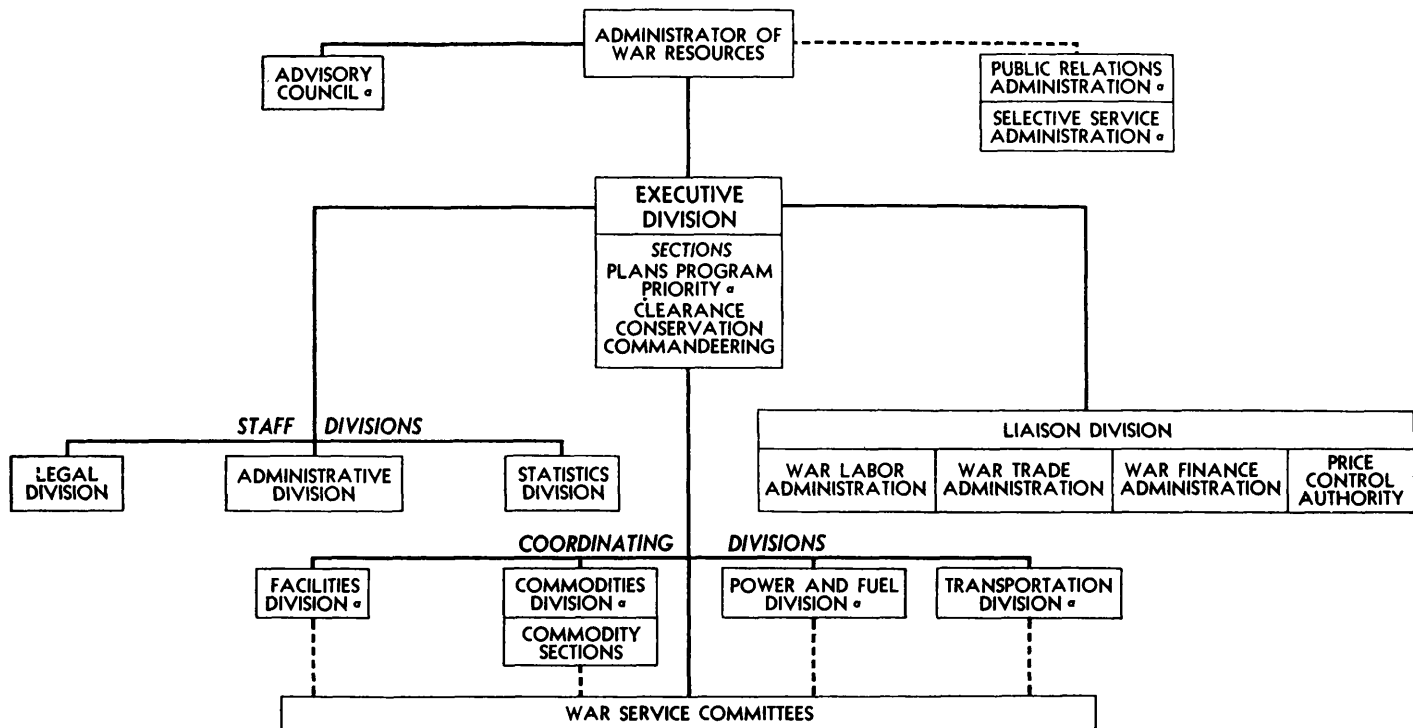 ADMINISTRATOR OF
WAR RESOURCES
ADVISORY
COUNCIL a
PUBLIC RELATIONS
ADMINISTRATION a
SELECTIVE SERVICE
ADMINISTRATION a
EXECUTIVE
DIVISION
SECTIONS
PLANS PROGRAM
PRIORITY a
CLEARANCE
CONSERVATION
COMMANDEERING
STAFF DIVISIONS
LEGAL
DIVISION
ADMINISTRATIVE
DIVISION
STATISTICS
DIVISION
LIAISON DIVISION
WAR LABOR
ADMINISTRATION
WAR TRADE
ADMINISTRATION
WAR FINANCE
ADMINISTRATION
PRICE
CONTROL
AUTHORITY
COORDINATING DIVISIONS
FACILITIES
DIVISION a
COMMODITIES
DIVISION a
COMMODITY
SECTIONS
POWER AND FUEL
DIVISION a
TRANSPORTATION
DIVISION a
WAR SERVICE COMMITTEES